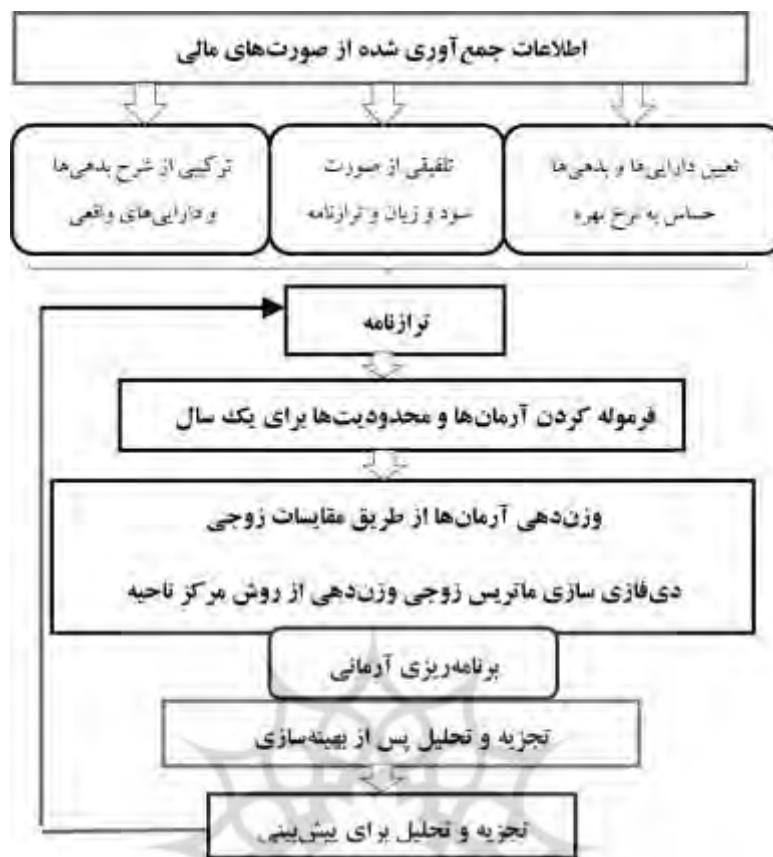 اطلاعات جمع‌آوری شده از صورت‌های مالی
تعیین دارایی‌ها و بدهی‌ها
حساس به نرخ بهره
تلفیقی از صورت
سود و زیان و ترازنامه
ترکیبی از شرح بدهی‌ها
و دارایی‌های واقعی
ترازنامه
فرموله کردن آرمان‌ها و محدودیت‌ها برای یک سال
وزن‌دهی آرمان‌ها از طریق مقایسات زوجی
دی‌فازی سازی ماتریس زوجی وزن‌دهی از روش مرکز ناحیه
برنامه‌ریزی آرمانی
تجزیه و تحلیل پس از بهینه‌سازی
تجزیه و تحلیل برای پیش‌بینی